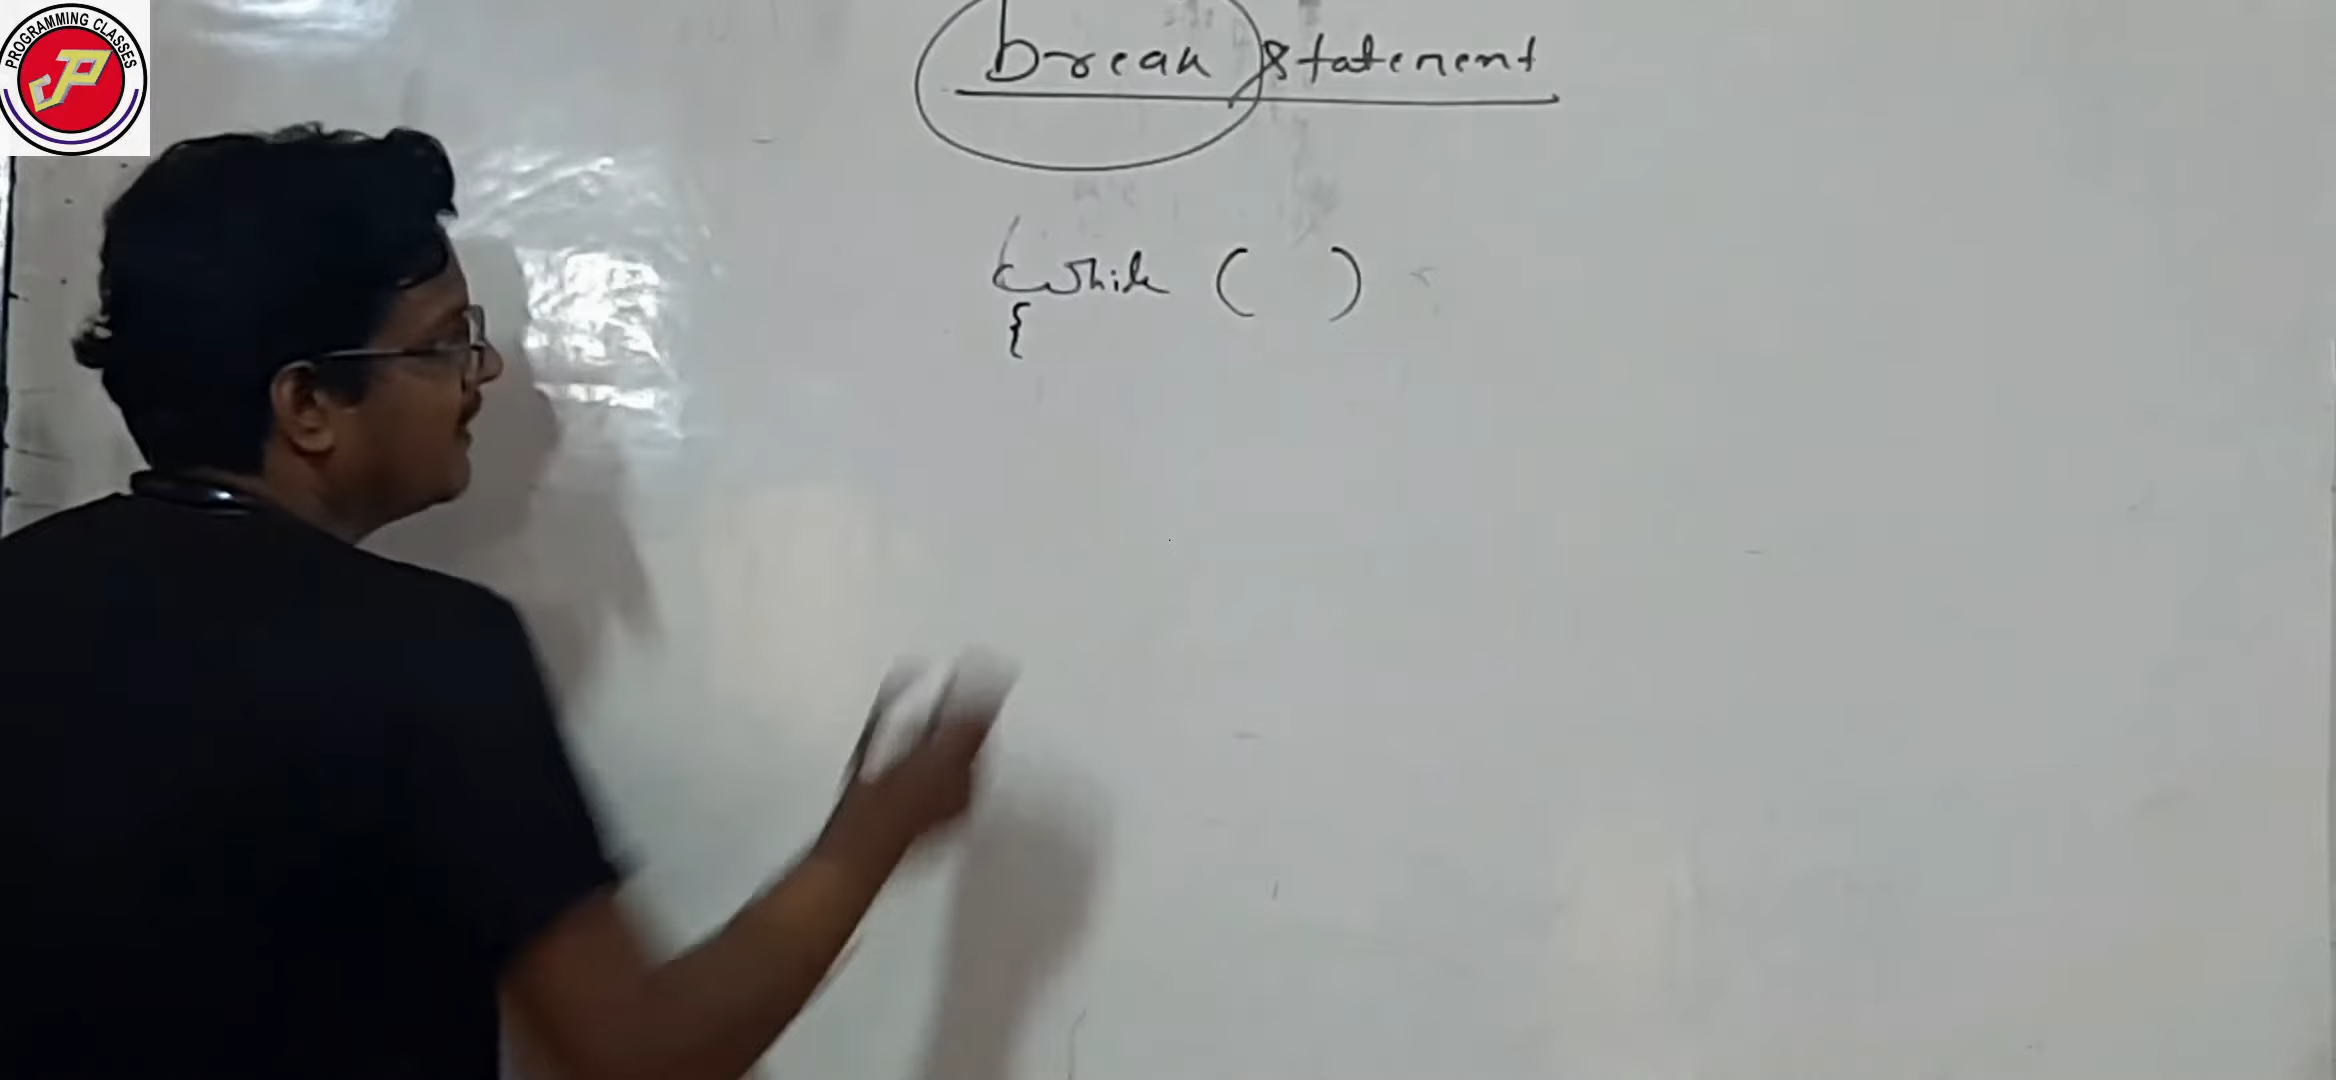 PROGRAMMING CLASSES
JP
break statement
while ( )
{